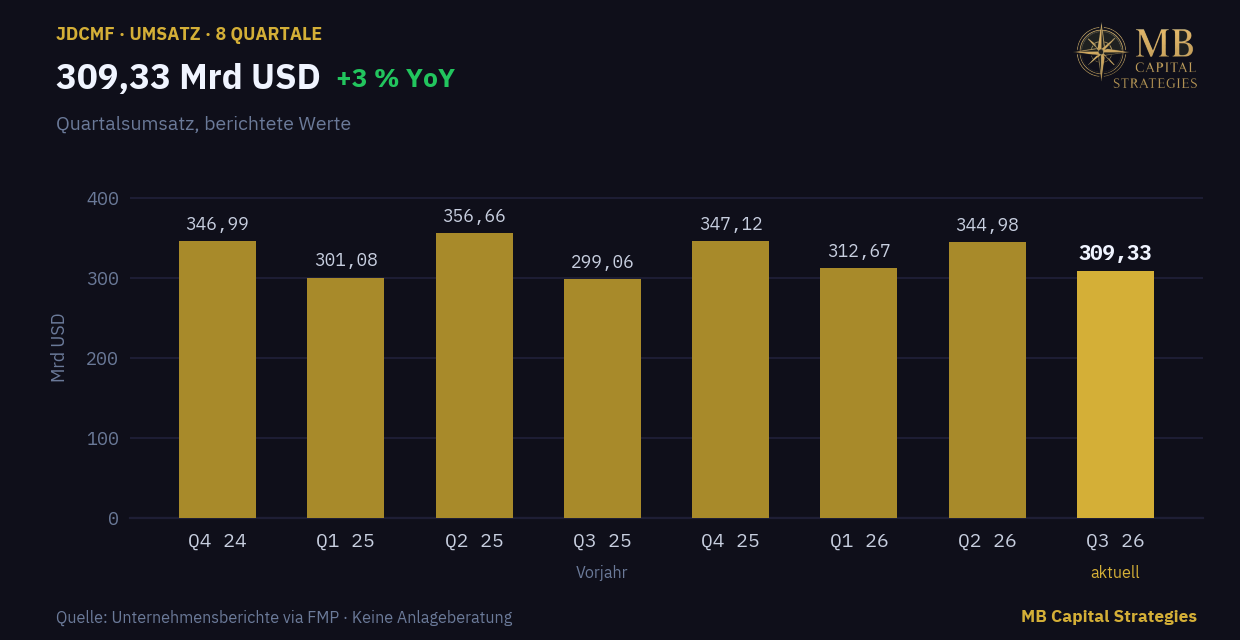 JDCMF · UMSATZ · 8 QUARTALE
309,33 Mrd USD +3 % YoY
Quartalsumsatz, berichtete Werte
MB
CAPITAL
STRATEGIES
Mrd USD
400
300
200
100
0
346,99
301,08
356,66
299,06
347,12
312,67
344,98
309,33
Q4 24
Q1 25
Q2 25
Q3 25
Q4 25
Q1 26
Q2 26
Q3 26
Vorjahr
aktuell
Quelle: Unternehmensberichte via FMP · Keine Anlageberatung
MB Capital Strategies